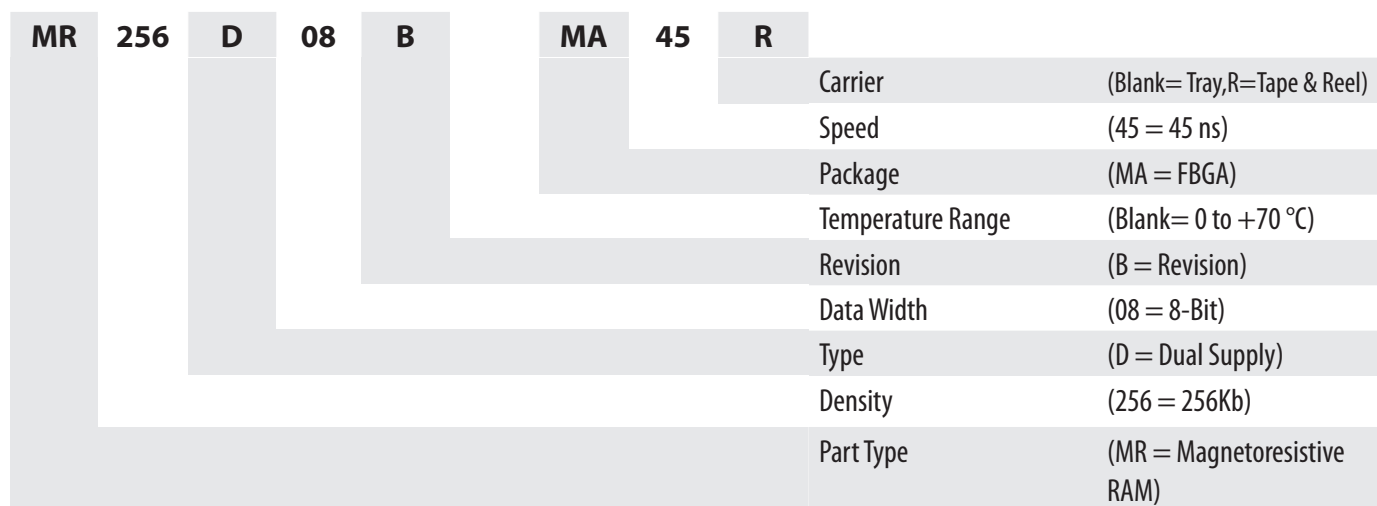 MR 256 D 08 B MA 45 R
Carrier (Blank= Tray,R=Tape & Reel)
Speed (45 = 45 ns)
Package (MA = FBGA)
Temperature Range (Blank= 0 to +70 °C)
Revision (B = Revision)
Data Width (08 = 8-Bit)
Type (D = Dual Supply)
Density (256 = 256Kb)
Part Type (MR = Magnetoresistive
RAM)